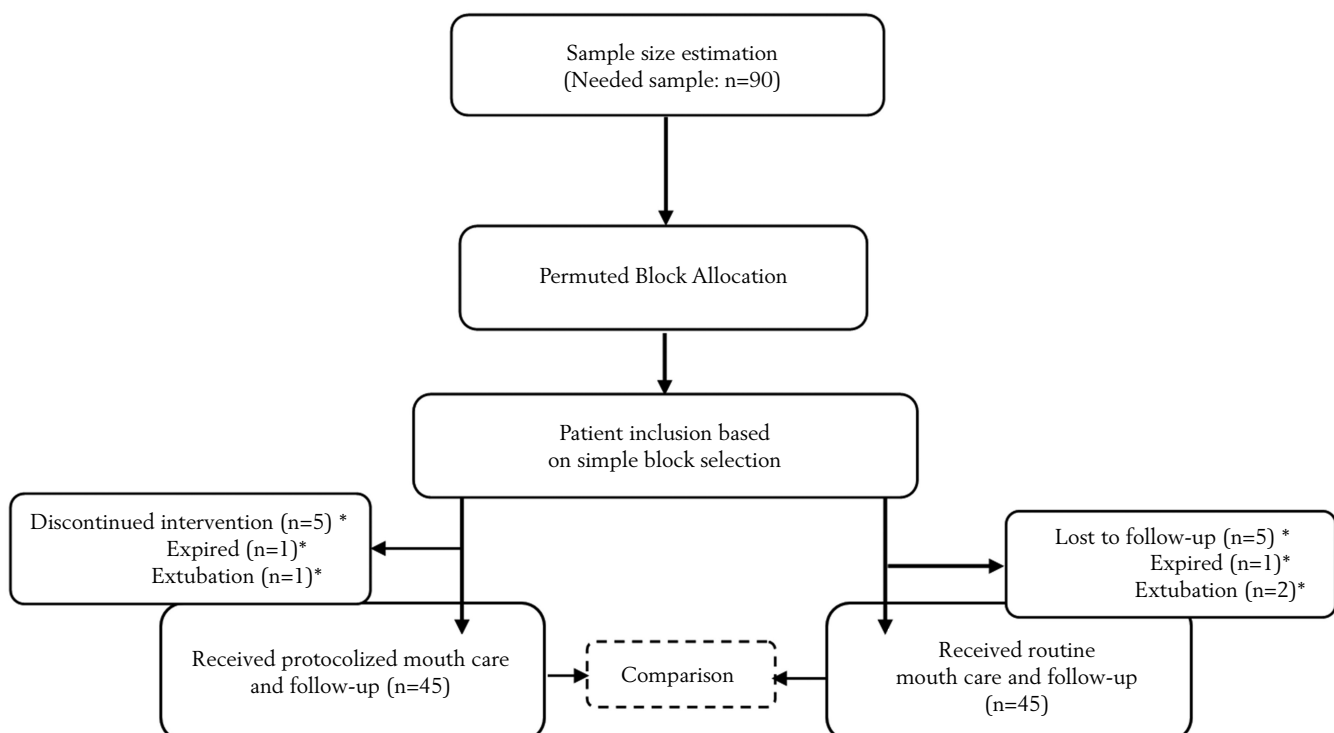 Sample size estimation
(Needed sample: n=90)
Permuted Block Allocation
Patient inclusion based
on simple block selection
Discontinued intervention (n=5) *
Expired (n=1)*
Extubation (n=1)*
Lost to follow-up (n=5) *
Expired (n=1)*
Extubation (n=2)*
Received protocolized mouth care
and follow-up (n=45)
Comparison
Received routine
mouth care and follow-up
(n=45)